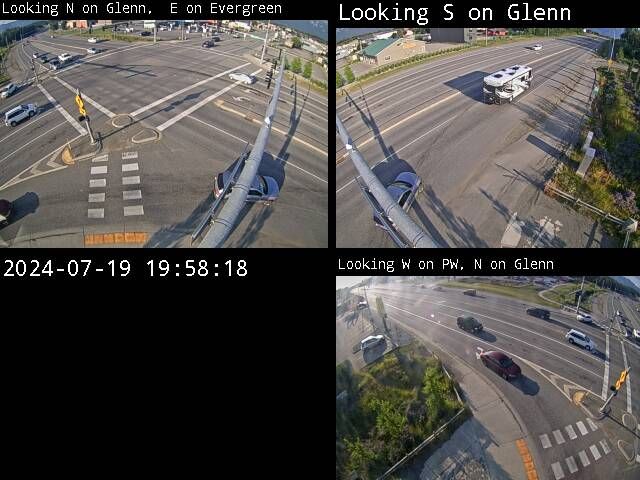 Looking N on Glenn, E on Evergreen
Looking S on Glenn
2024-07-19 19:58:18
Looking W on PW, N on Glenn